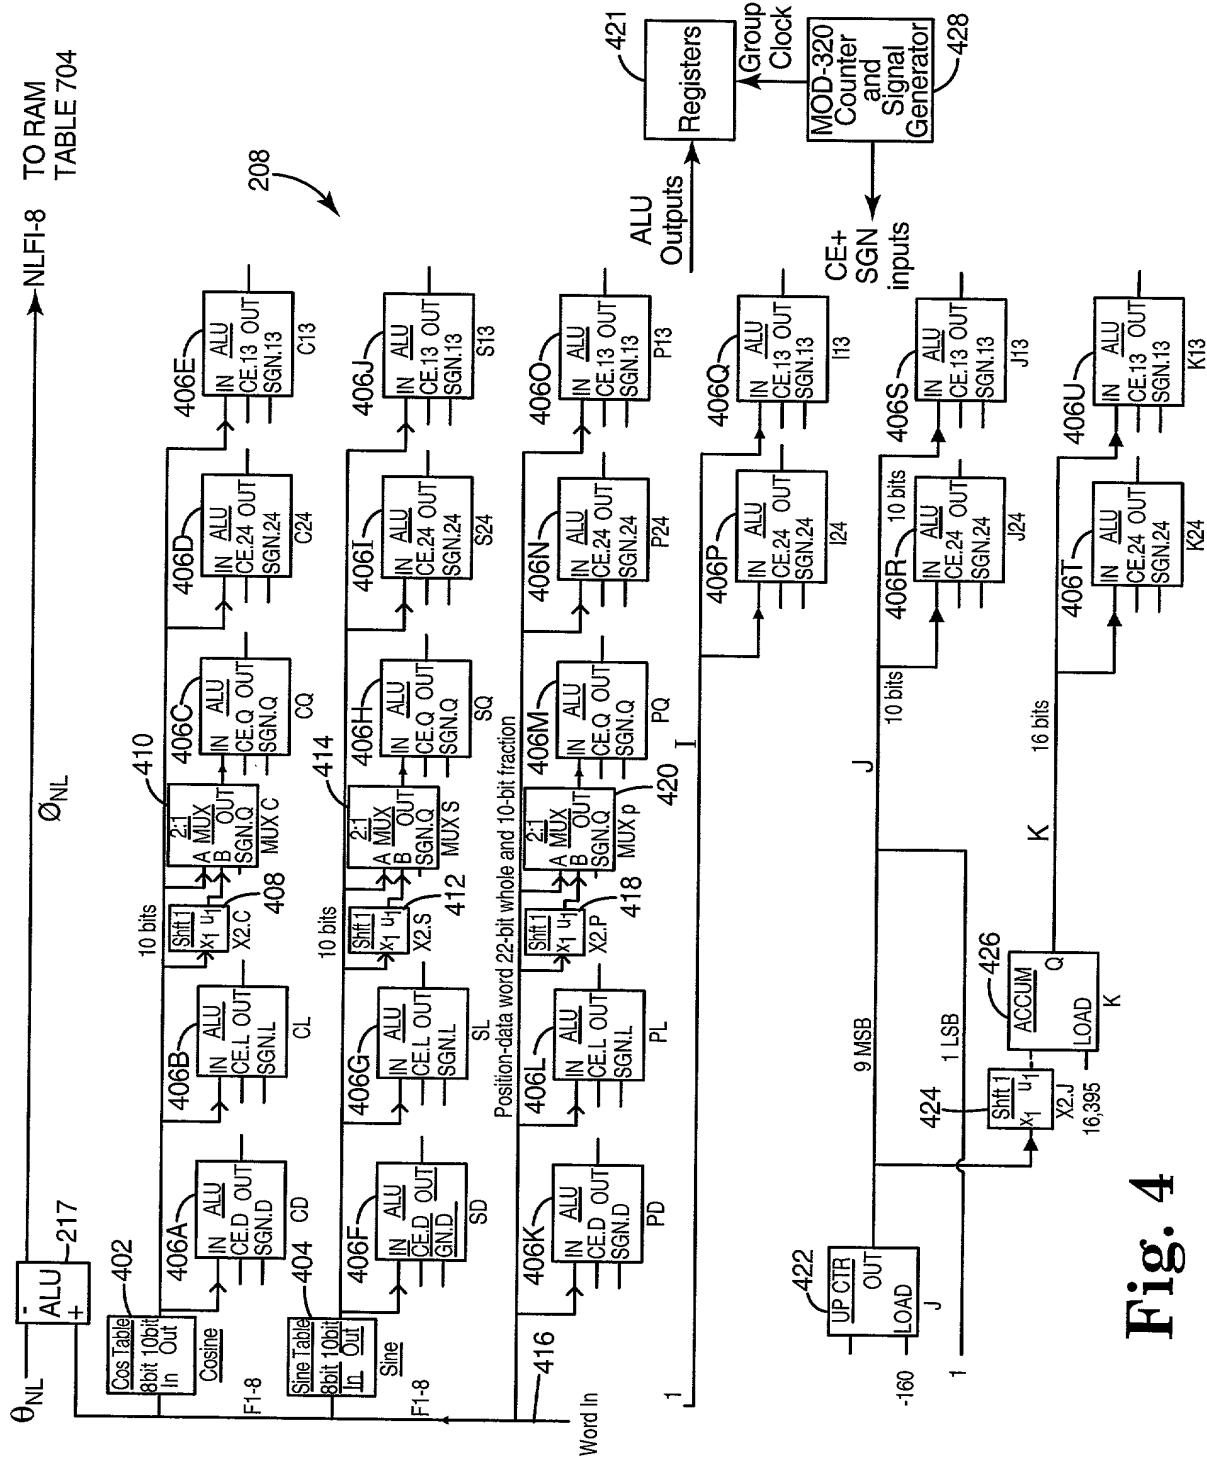 θNL
-
ALU
+
217
ØNL
NLFI-8 TO RAM
TABLE 704
208
402
Cos Table
8bit 10bit
In Out
Cosine
F1-8
406A
IN ALU
CE.D OUT
SGN.D
CD
406B
IN ALU
CE.L OUT
SGN.L
CL
10 bits
Shft 1
x1 u1
X2.C
408
410
2:1
A MUX
B OUT
SGN.Q
MUX C
406C
IN ALU
CE.Q OUT
SGN.Q
CQ
406D
IN ALU
CE.24 OUT
SGN.24
C24
406E
IN ALU
CE.13 OUT
SGN.13
C13
404
Sine Table
8bit 10bit
In Out
Sine
F1-8
406F
IN ALU
CE.D OUT
GN.D
SD
406G
IN ALU
CE.L OUT
SGN.L
SL
10 bits
Shft 1
x1 u1
X2.S
412
414
2:1
A MUX
B OUT
SGN.Q
MUX S
406H
IN ALU
CE.Q OUT
SGN.Q
SQ
406I
IN ALU
CE.24 OUT
SGN.24
S24
406J
IN ALU
CE.13 OUT
SGN.13
S13
Position-data word 22-bit whole and 10-bit fraction
416
Word In
406K
IN ALU
CE.D OUT
SGN.D
PD
406L
IN ALU
CE.L OUT
SGN.L
PL
Shft 1
x1 u1
X2.P
418
2:1
A MUX
B OUT
SGN.Q
MUX p
420
406M
IN ALU
CE.Q OUT
SGN.Q
PQ
406N
IN ALU
CE.24 OUT
SGN.24
P24
406O
IN ALU
CE.13 OUT
SGN.13
P13
1
I
406P
IN ALU
CE.24 OUT
SGN.24
I24
406Q
IN ALU
CE.13 OUT
SGN.13
I13
ALU
Outputs
421
Registers
Group
Clock
MOD-320
Counter
and
Signal
Generator
428
CE+
SGN
inputs
422
UP CTR
OUT
LOAD
J
-160
1
9 MSB
1 LSB
J
10 bits
406R
IN ALU
CE.24 OUT
SGN.24
J24
10 bits
406S
IN ALU
CE.13 OUT
SGN.13
J13
424
Shft 1
x1 u1
X2.J
16,395
426
ACCUM
Q
LOAD
K
K
16 bits
406T
IN ALU
CE.24 OUT
SGN.24
K24
406U
IN ALU
CE.13 OUT
SGN.13
K13
Fig. 4